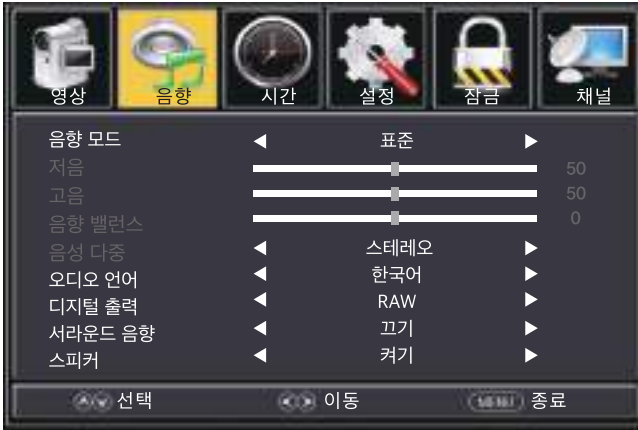 영상 음향 시간 설정 잠금 채널
음향 모드 표준
저음 50
고음 50
음향 밸런스 0
음성 다중 스테레오
오디오 언어 한국어
디지털 출력 RAW
서라운드 음향 끄기
스피커 켜기
선택 이동 MENU 종료